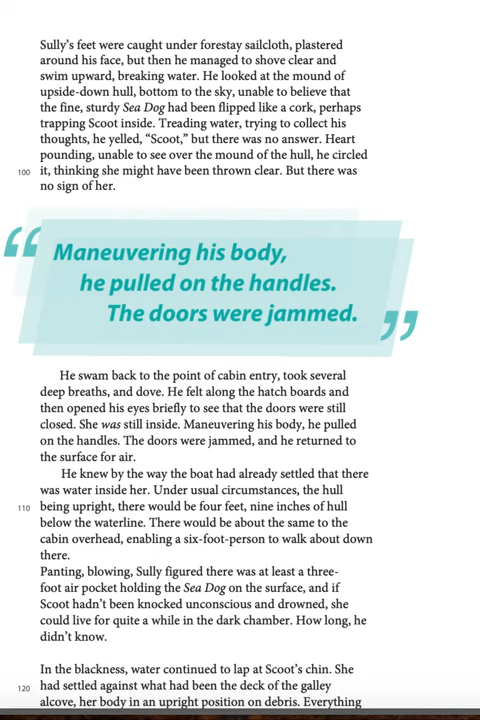 Sully’s feet were caught under forestay sailcloth, plastered
around his face, but then he managed to shove clear and
swim upward, breaking water. He looked at the mound of
upside-down hull, bottom to the sky, unable to believe that
the fine, sturdy Sea Dog had been flipped like a cork, perhaps
trapping Scoot inside. Treading water, trying to collect his
thoughts, he yelled, “Scoot,” but there was no answer. Heart
pounding, unable to see over the mound of the hull, he circled
100 it, thinking she might have been thrown clear. But there was
no sign of her.
“Maneuvering his body,
he pulled on the handles.
The doors were jammed.”
He swam back to the point of cabin entry, took several
deep breaths, and dove. He felt along the hatch boards and
then opened his eyes briefly to see that the doors were still
closed. She was still inside. Maneuvering his body, he pulled
on the handles. The doors were jammed, and he returned to
the surface for air.
He knew by the way the boat had already settled that there
was water inside her. Under usual circumstances, the hull
110 being upright, there would be four feet, nine inches of hull
below the waterline. There would be about the same to the
cabin overhead, enabling a six-foot-person to walk about down
there.
Panting, blowing, Sully figured there was at least a three-
foot air pocket holding the Sea Dog on the surface, and if
Scoot hadn’t been knocked unconscious and drowned, she
could live for quite a while in the dark chamber. How long, he
didn’t know.
In the blackness, water continued to lap at Scoot’s chin. She
120 had settled against what had been the deck of the galley
alcove, her body in an upright position on debris. Everything